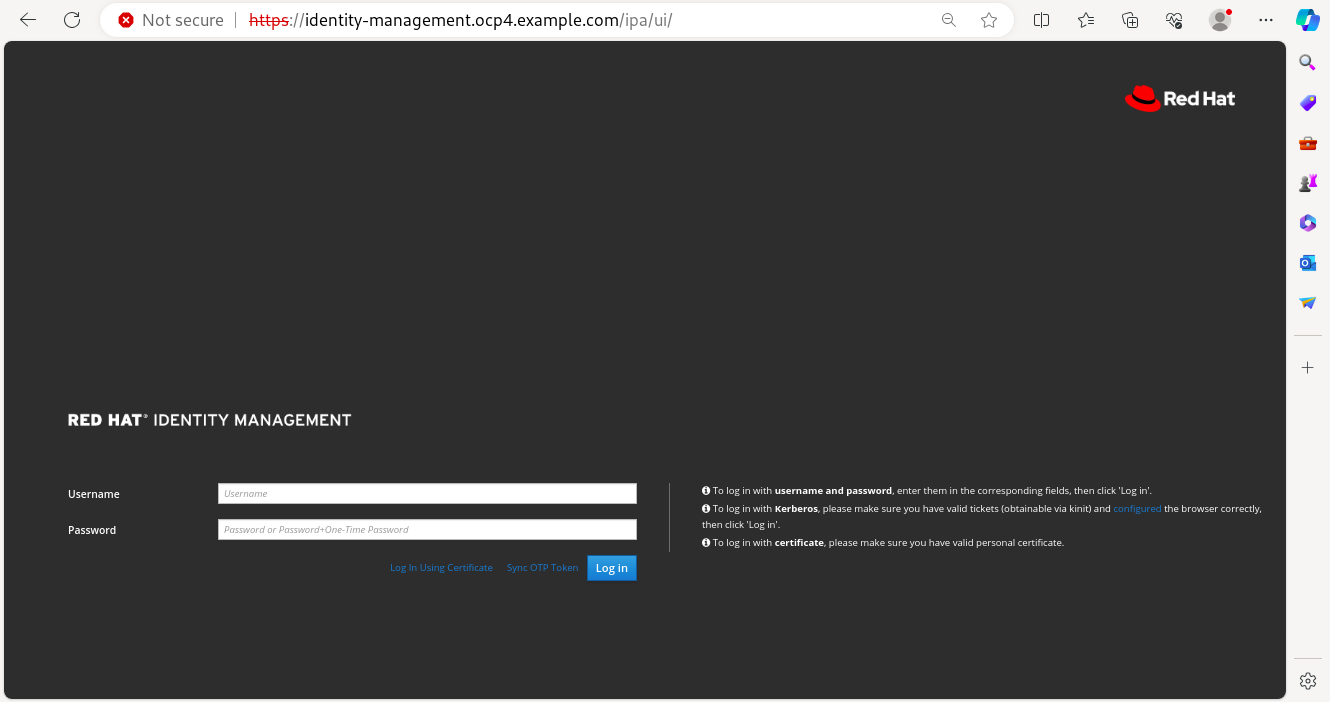 Not secure https://identity-management.ocp4.example.com/ipa/ui/
Red Hat
RED HAT® IDENTITY MANAGEMENT
Username
Username
Password
Password or Password+One-Time Password
Log In Using Certificate Sync OTP Token Log in
To log in with username and password, enter them in the corresponding fields, then click 'Log in'.
To log in with Kerberos, please make sure you have valid tickets (obtainable via kinit) and configured the browser correctly,
then click 'Log in'.
To log in with certificate, please make sure you have valid personal certificate.